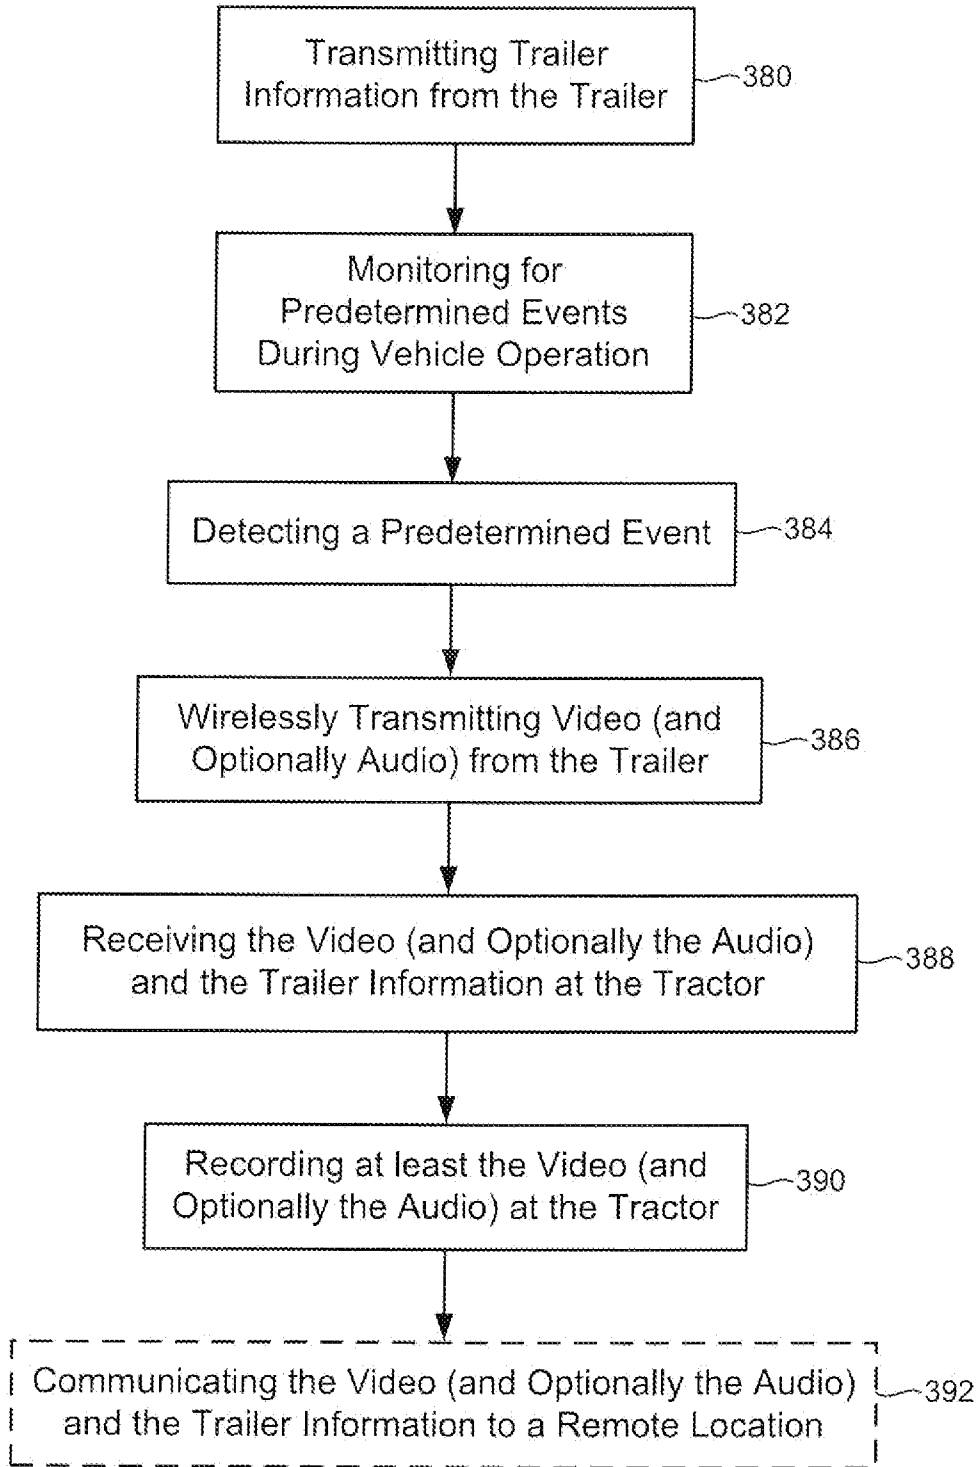 Transmitting Trailer
Information from the Trailer
380
Monitoring for
Predetermined Events
During Vehicle Operation
382
Detecting a Predetermined Event
384
Wirelessly Transmitting Video (and
Optionally Audio) from the Trailer
386
Receiving the Video (and Optionally the Audio)
and the Trailer Information at the Tractor
388
Recording at least the Video (and
Optionally the Audio) at the Tractor
390
Communicating the Video (and Optionally the Audio)
and the Trailer Information to a Remote Location
392